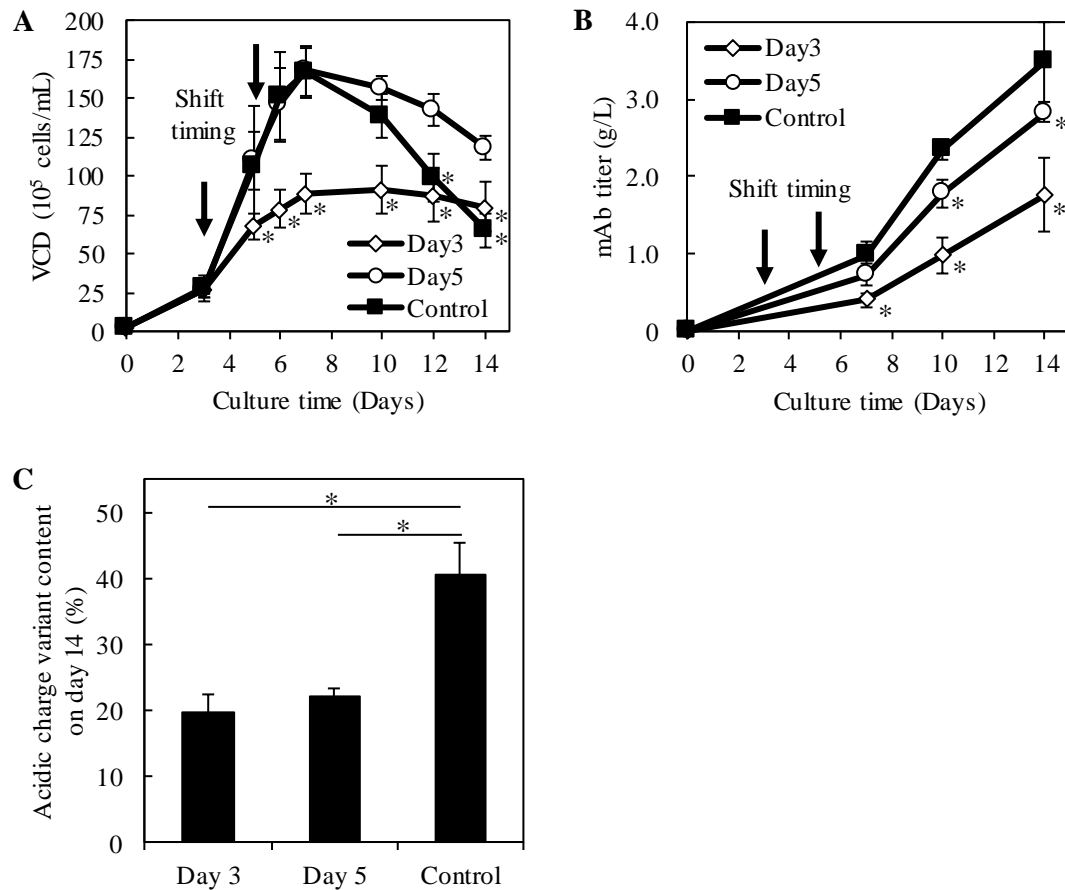 A
VCD (10⁵ cells/mL)
200
175
150
125
100
75
50
25
0
Shift
timing
*
*
*
*
*
*
*
*
Day3
Day5
Control
0
2
4
6
8
10
12
14
Culture time (Days)
B
mAb titer (g/L)
4.0
3.0
2.0
1.0
0.0
Day3
Day5
Control
Shift timing
*
*
*
*
*
0
2
4
6
8
10
12
14
Culture time (Days)
C
Acidic charge variant content
on day 14 (%)
50
40
30
20
10
0
*
*
Day 3
Day 5
Control